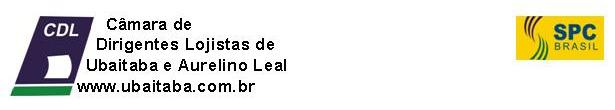 CDL
Câmara de
Dirigentes Lojistas de
Ubaitaba e Aurelino Leal
www.ubaitaba.com.br
SPC
BRASIL